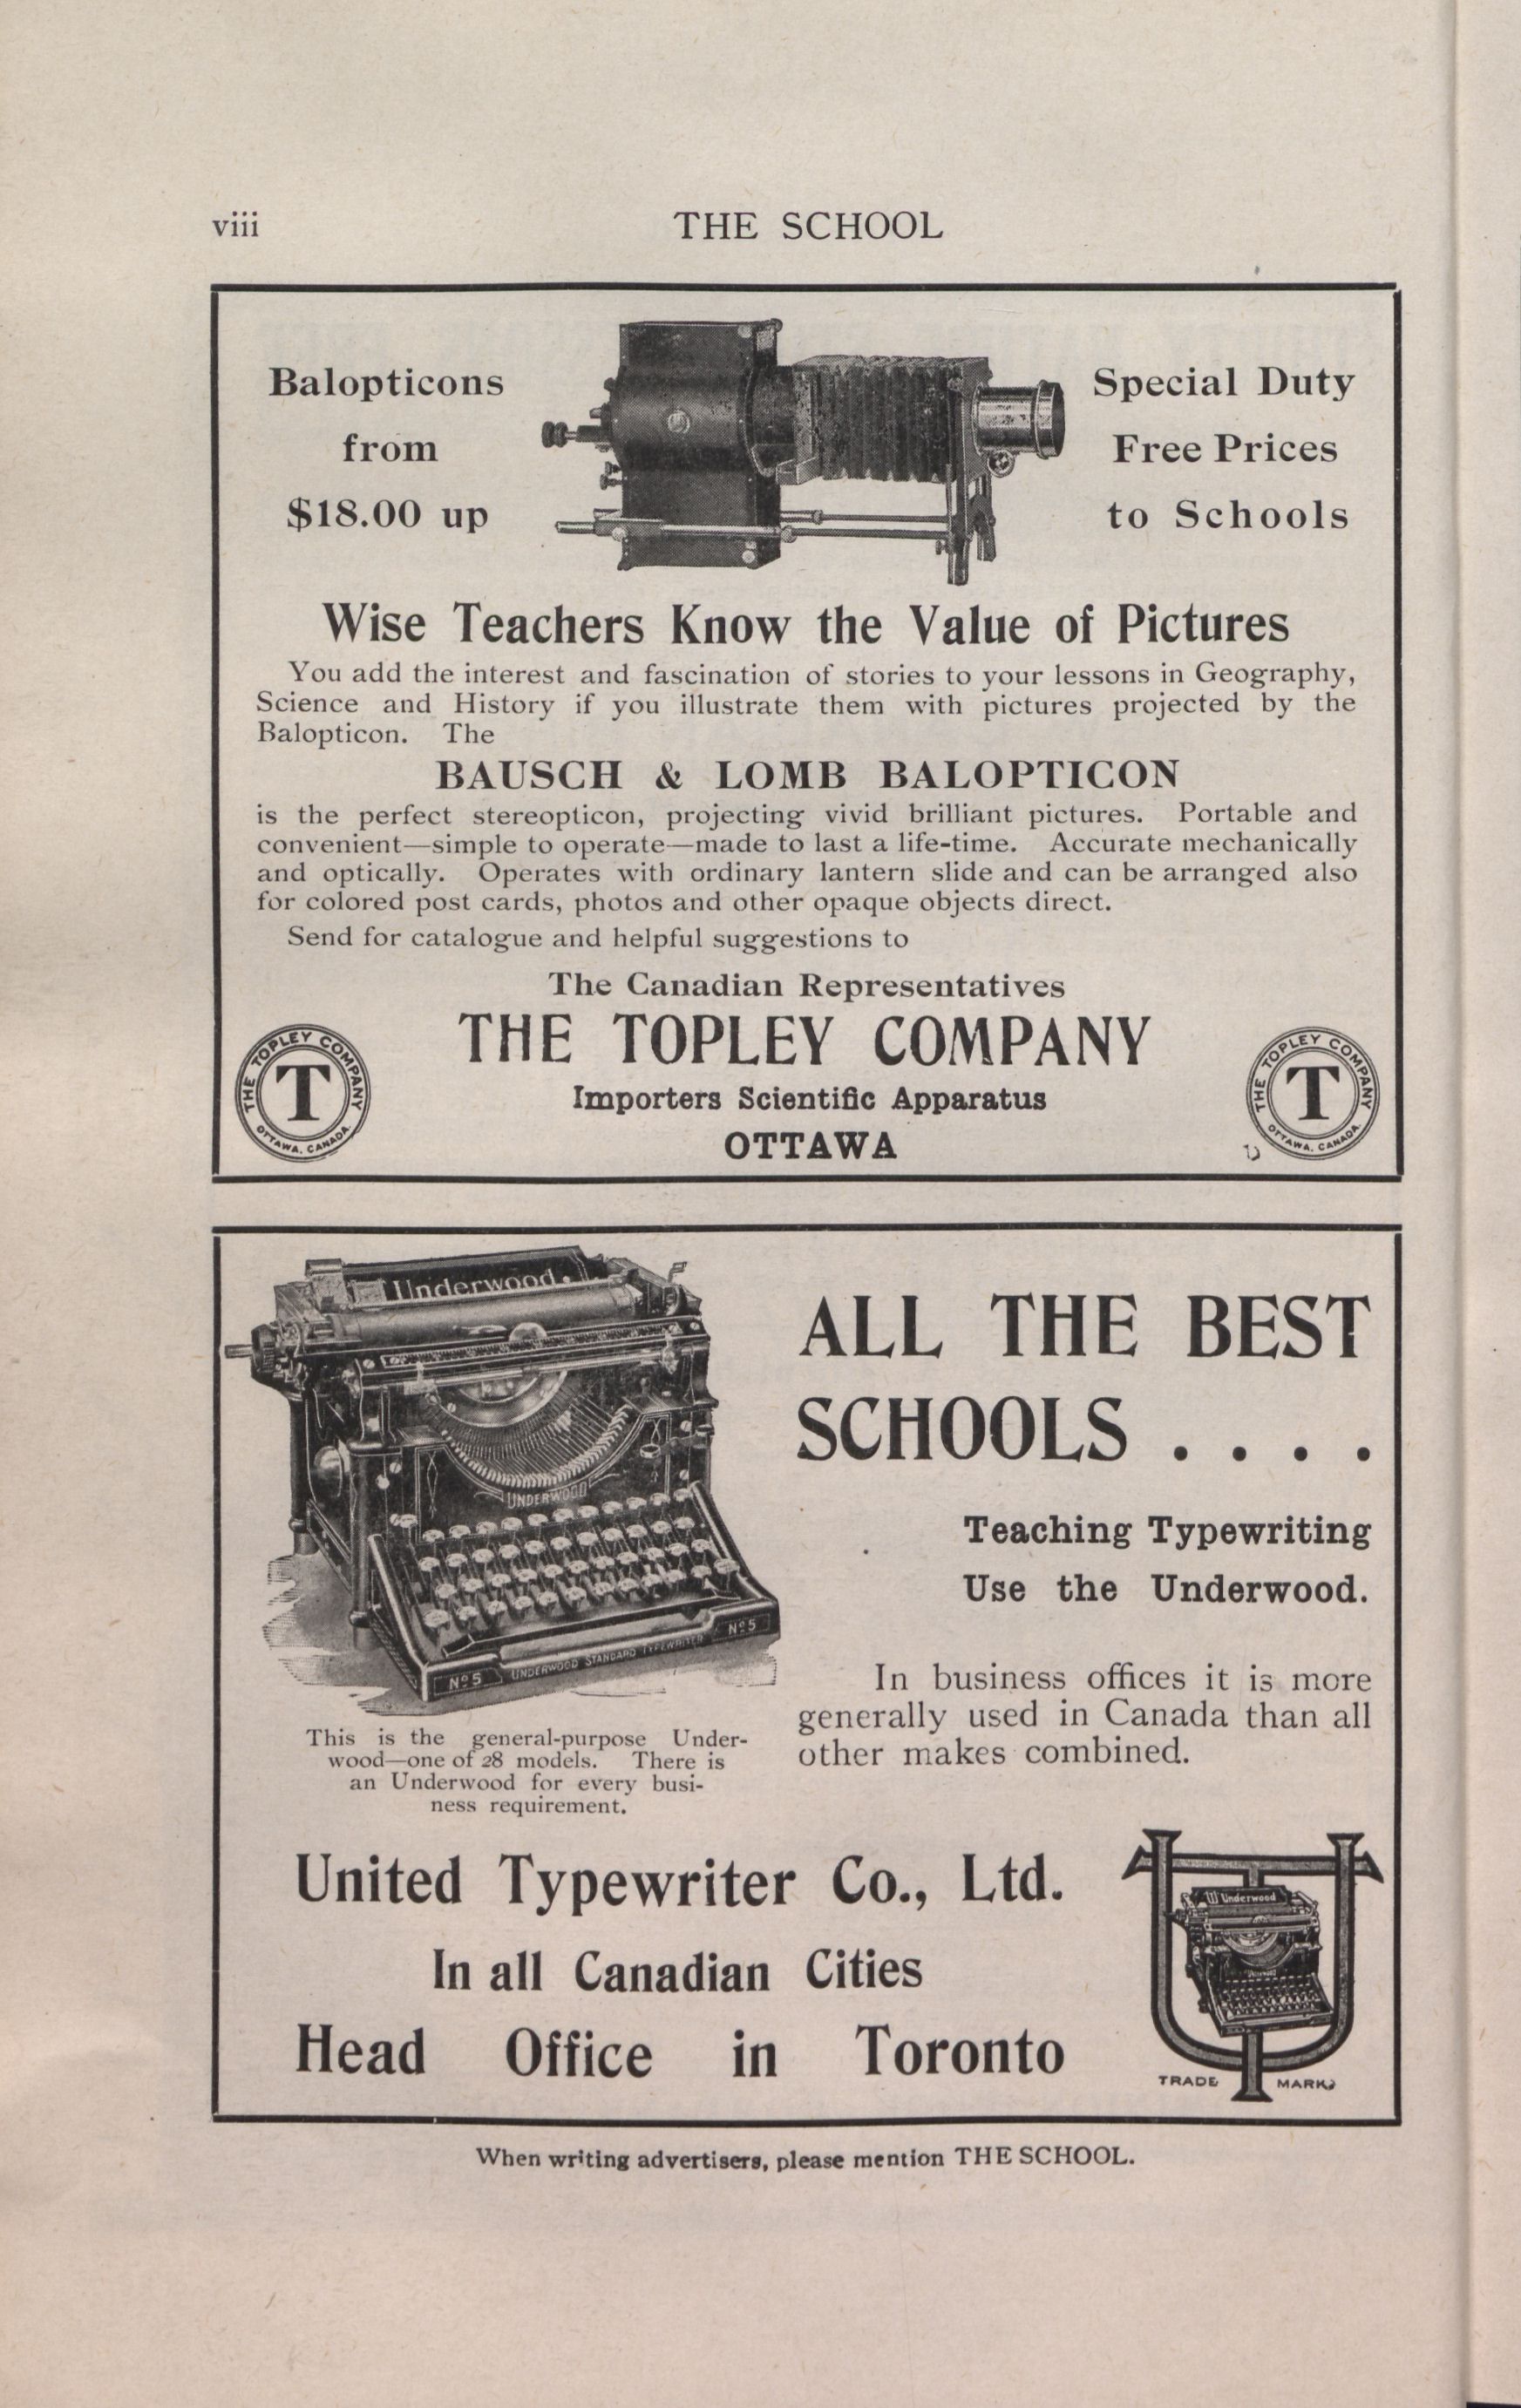 viii THE SCHOOL
Balopticons
from
$18.00 up
Special Duty
Free Prices
to Schools
Wise Teachers Know the Value of Pictures
You add the interest and fascination of stories to your lessons in Geography,
Science and History if you illustrate them with pictures projected by the
Balopticon. The
BAUSCH & LOMB BALOPTICON
is the perfect stereopticon, projecting vivid brilliant pictures. Portable and
convenient—simple to operate—made to last a life-time. Accurate mechanically
and optically. Operates with ordinary lantern slide and can be arranged also
for colored post cards, photos and other opaque objects direct.
Send for catalogue and helpful suggestions to
The Canadian Representatives
THE TOPLEY COMPANY
Importers Scientific Apparatus
OTTAWA
THE TOPLEY COMPANY
T
OTTAWA. CANADA.
THE TOPLEY COMPANY
T
OTTAWA. CANADA.
Underwood.
UNDERWOOD
Nº 5 UNDERWOOD STANDARD TYPEWRITER Nº 5
This is the general-purpose Under-
wood—one of 28 models. There is
an Underwood for every busi-
ness requirement.
ALL THE BEST
SCHOOLS . . . .
Teaching Typewriting
Use the Underwood.
In business offices it is more
generally used in Canada than all
other makes combined.
United Typewriter Co., Ltd.
In all Canadian Cities
Head Office in Toronto
Underwood
TRADE MARK
When writing advertisers, please mention THE SCHOOL.